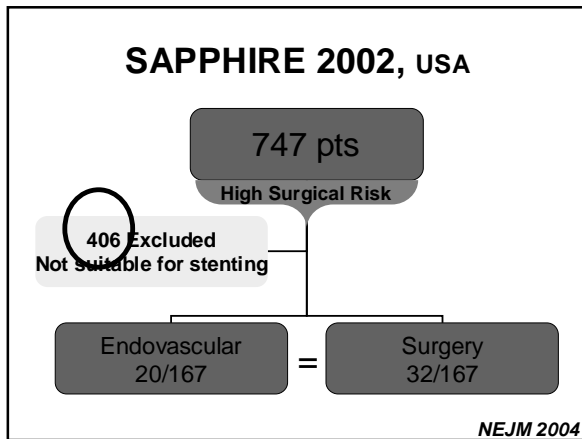 SAPPHIRE 2002, USA
747 pts
High Surgical Risk
406 Excluded
Not suitable for stenting
Endovascular
20/167
=
Surgery
32/167
NEJM 2004